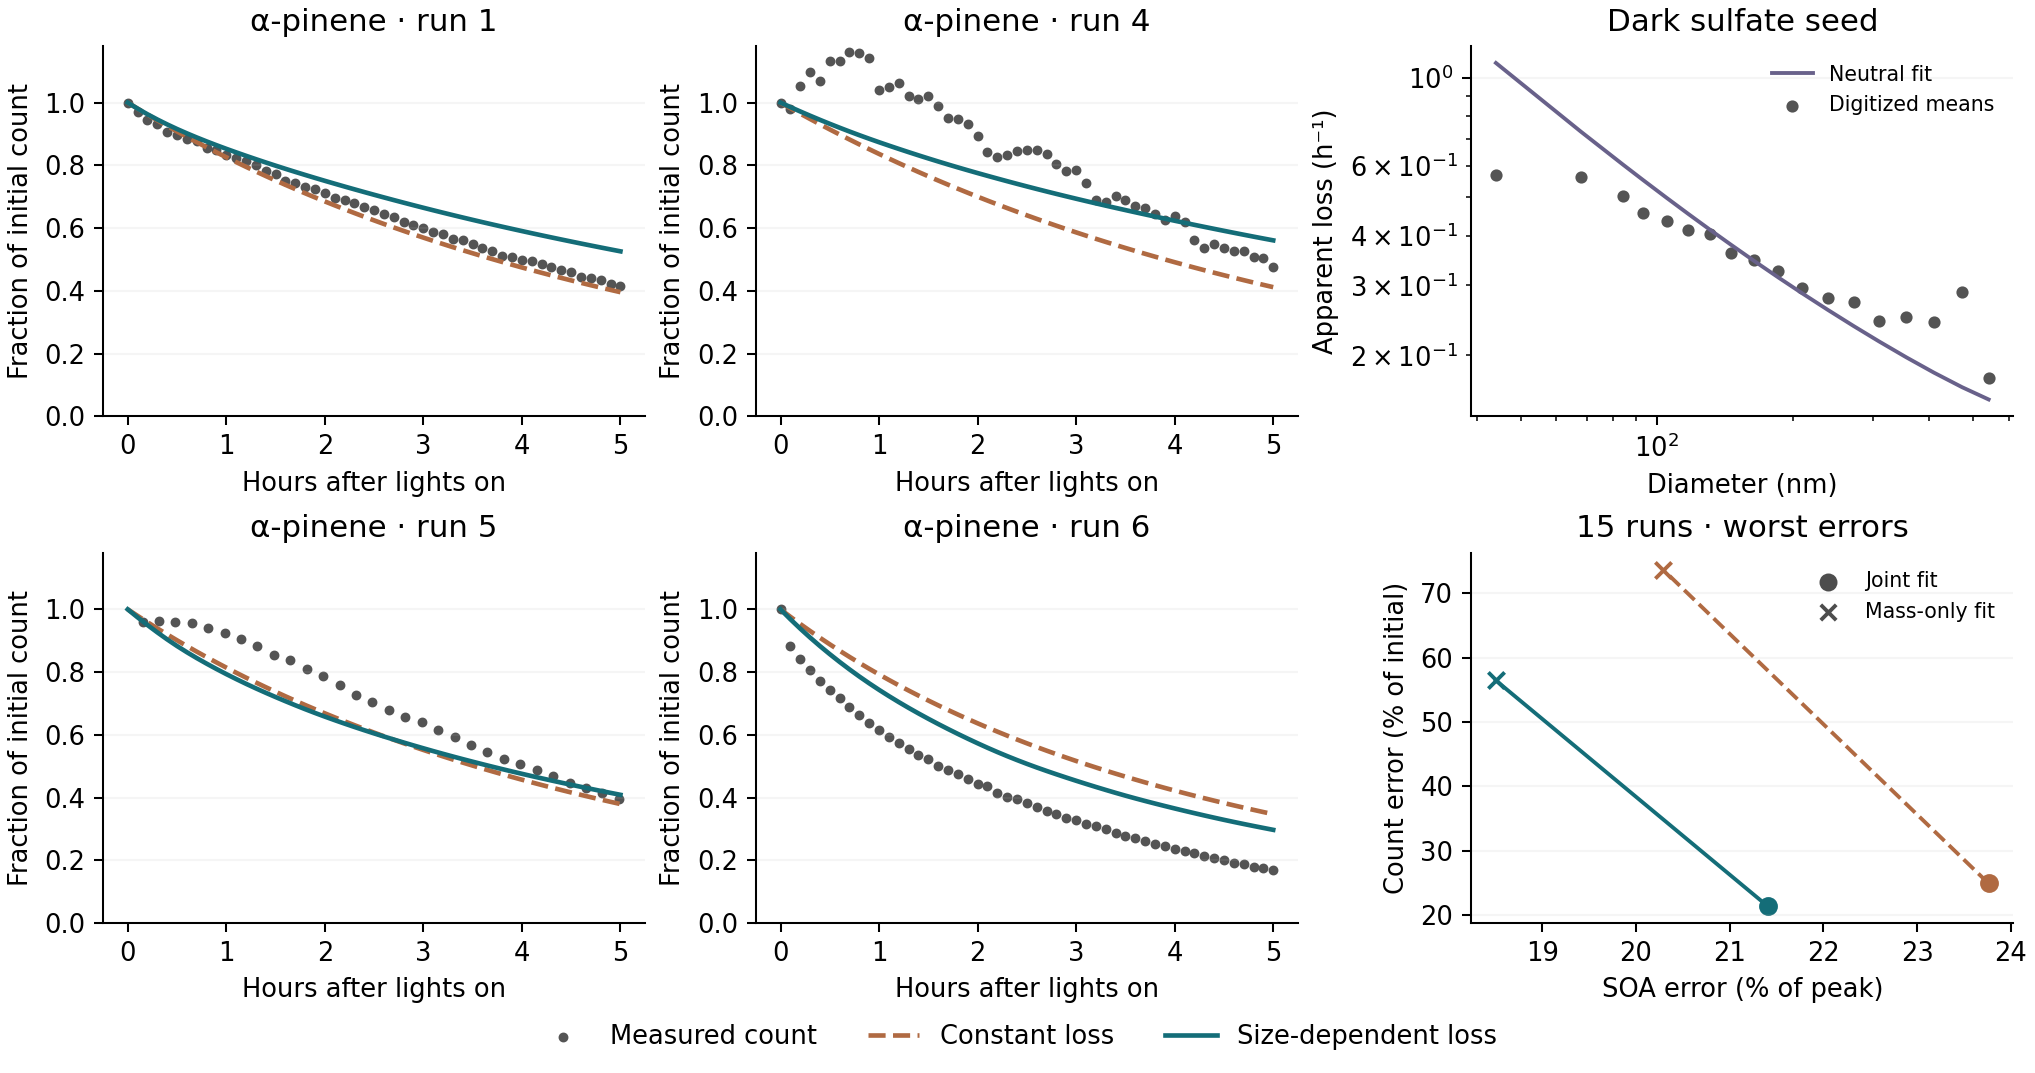 α-pinene · run 1
Fraction of initial count
1.0
0.8
0.6
0.4
0.2
0.0
0 1 2 3 4 5
Hours after lights on
α-pinene · run 4
Fraction of initial count
1.0
0.8
0.6
0.4
0.2
0.0
0 1 2 3 4 5
Hours after lights on
Dark sulfate seed
Apparent loss (h⁻¹)
10⁰
6 × 10⁻¹
4 × 10⁻¹
3 × 10⁻¹
2 × 10⁻¹
Neutral fit
Digitized means
10²
Diameter (nm)
α-pinene · run 5
Fraction of initial count
1.0
0.8
0.6
0.4
0.2
0.0
0 1 2 3 4 5
Hours after lights on
α-pinene · run 6
Fraction of initial count
1.0
0.8
0.6
0.4
0.2
0.0
0 1 2 3 4 5
Hours after lights on
15 runs · worst errors
Count error (% of initial)
70
60
50
40
30
20
Joint fit
Mass-only fit
19 20 21 22 23 24
SOA error (% of peak)
Measured count
Constant loss
Size-dependent loss